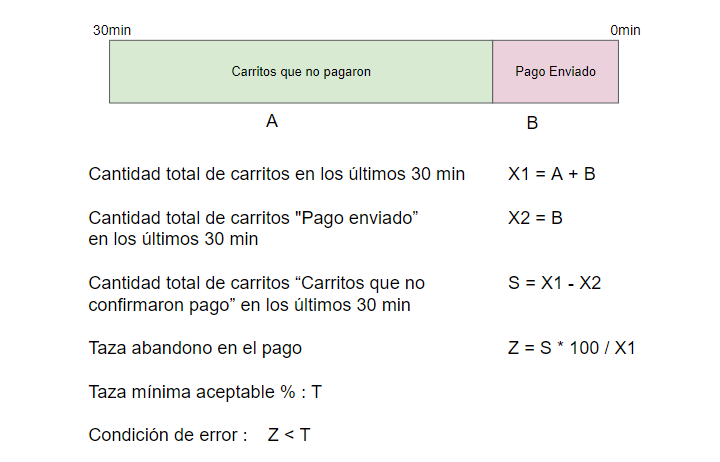 30min 0min
Carritos que no pagaron Pago Enviado
A B
Cantidad total de carritos en los últimos 30 min X1 = A + B
Cantidad total de carritos "Pago enviado” X2 = B
en los últimos 30 min
Cantidad total de carritos “Carritos que no S = X1 - X2
confirmaron pago” en los últimos 30 min
Taza abandono en el pago Z = S * 100 / X1
Taza mínima aceptable % : T
Condición de error : Z < T